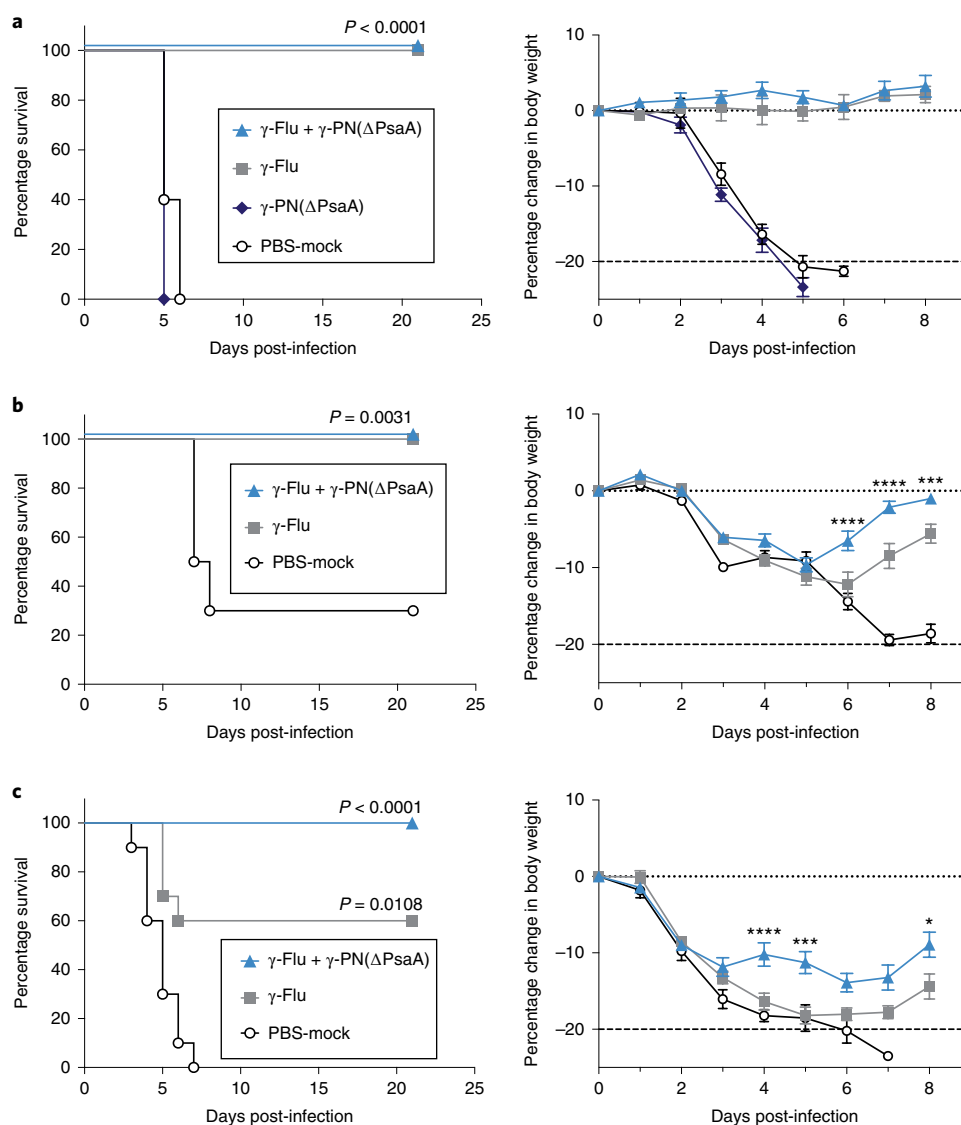 a
P < 0.0001
100
80
60
40
20
0
Percentage survival
γ-Flu + γ-PN(ΔPsaA)
γ-Flu
γ-PN(ΔPsaA)
PBS-mock
0 5 10 15 20 25
Days post-infection
10
0
–10
–20
Percentage change in body weight
0 2 4 6 8
Days post-infection
b
P = 0.0031
100
80
60
40
20
0
Percentage survival
γ-Flu + γ-PN(ΔPsaA)
γ-Flu
PBS-mock
0 5 10 15 20 25
Days post-infection
10
0
–10
–20
Percentage change in body weight
**** ***
****
0 2 4 6 8
Days post-infection
c
P < 0.0001
100
80
60
40
20
0
Percentage survival
P = 0.0108
γ-Flu + γ-PN(ΔPsaA)
γ-Flu
PBS-mock
0 5 10 15 20 25
Days post-infection
10
0
–10
–20
Percentage change in body weight
**** *** *
0 2 4 6 8
Days post-infection